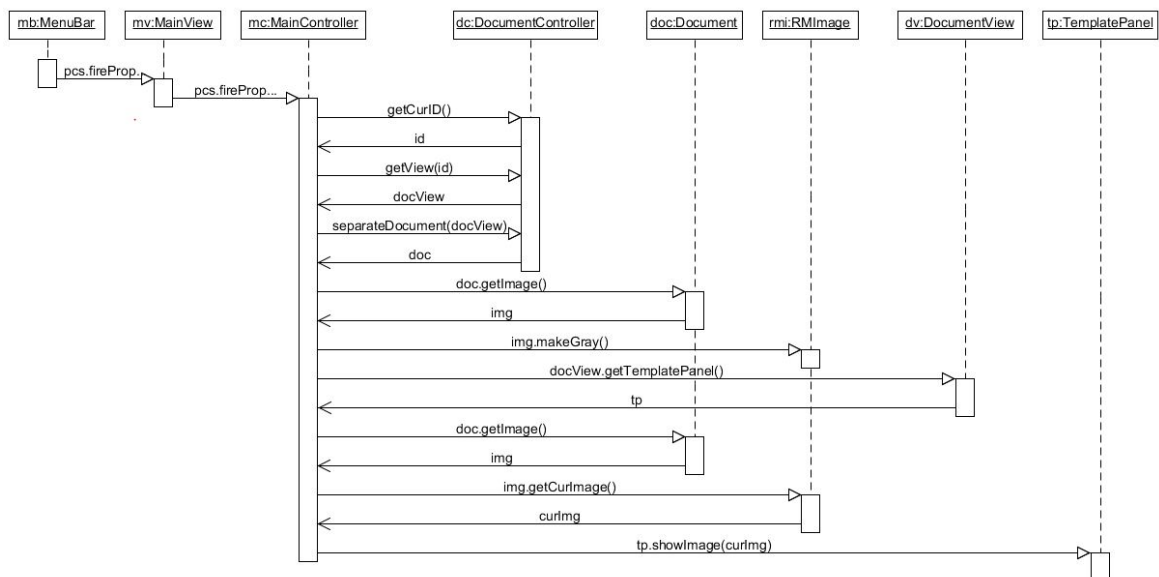 mb:MenuBar
mv:MainView
mc:MainController
dc:DocumentController
doc:Document
rmi:RMImage
dv:DocumentView
tp:TemplatePanel
pcs.fireProp...
pcs.fireProp...
getCurID()
id
getView(id)
docView
separateDocument(docView)
doc
doc.getImage()
img
img.makeGray()
docView.getTemplatePanel()
tp
doc.getImage()
img
img.getCurImage()
curImg
tp.showImage(curImg)